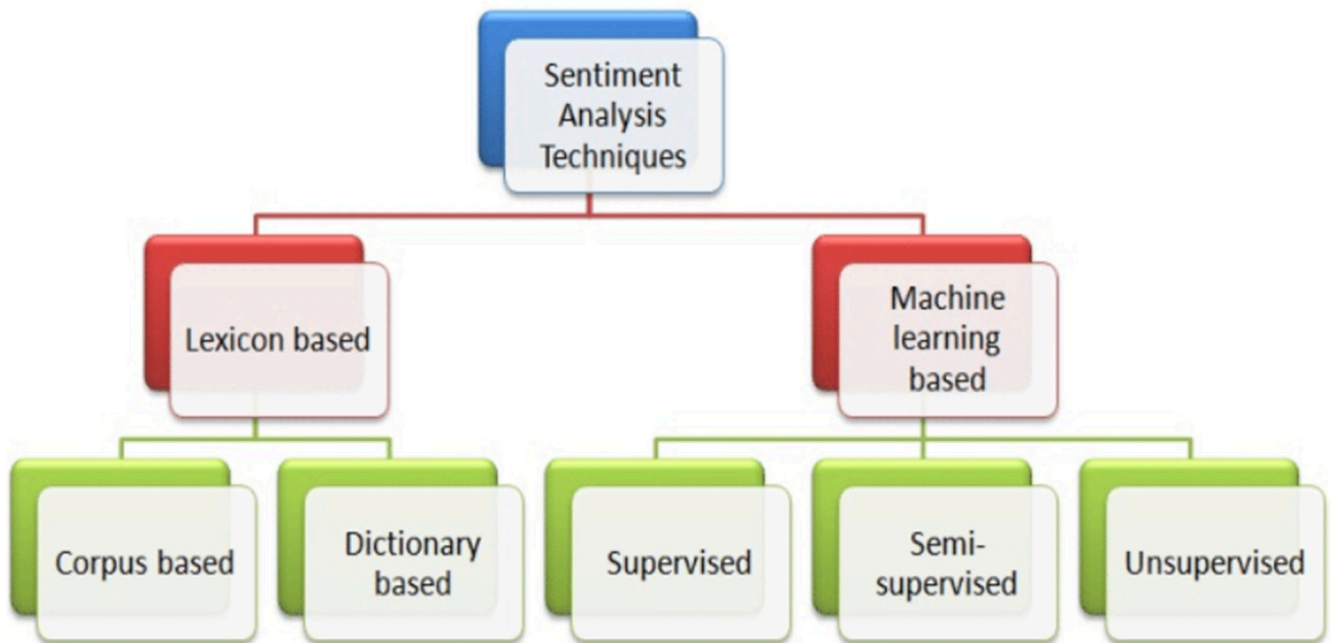 Sentiment
Analysis
Techniques
Lexicon based
Machine
learning
based
Corpus based
Dictionary
based
Supervised
Semi-
supervised
Unsupervised